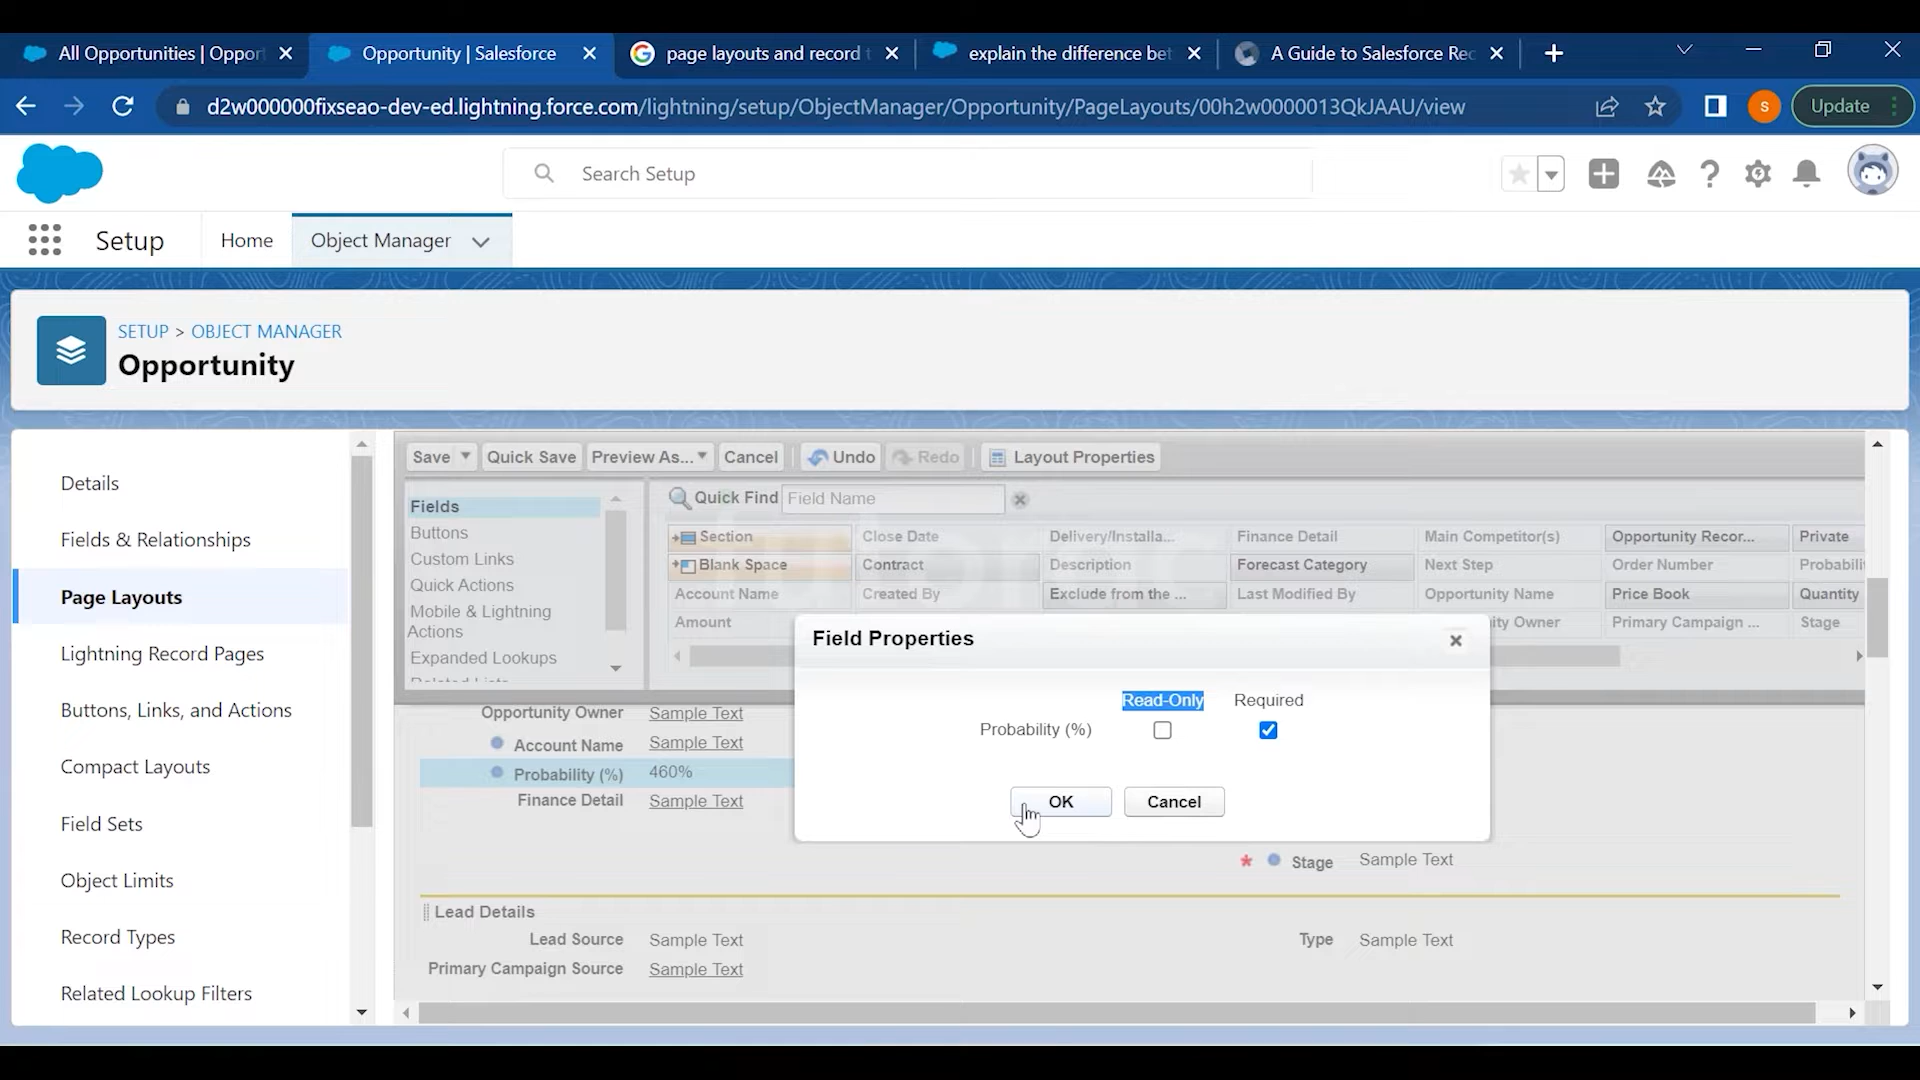 All Opportunities | Oppor
Opportunity | Salesforce
page layouts and record t
explain the difference bet
A Guide to Salesforce Rec
d2w000000fixseao-dev-ed.lightning.force.com/lightning/setup/ObjectManager/Opportunity/PageLayouts/00h2w0000013QkJAAU/view
S
Update
Search Setup
Setup
Home
Object Manager
SETUP > OBJECT MANAGER
Opportunity
Details
Fields & Relationships
Page Layouts
Lightning Record Pages
Buttons, Links, and Actions
Compact Layouts
Field Sets
Object Limits
Record Types
Related Lookup Filters
Save Quick Save Preview As... Cancel Undo Redo Layout Properties
Fields
Buttons
Custom Links
Quick Actions
Mobile & Lightning
Actions
Expanded Lookups
Quick Find Field Name
Section Close Date Delivery/Installa... Finance Detail Main Competitor(s) Opportunity Recor... Private
Blank Space Contract Description Forecast Category Next Step Order Number Probabili
Account Name Created By Exclude from the ... Last Modified By Opportunity Name Price Book Quantity
Amount ity Owner Primary Campaign ... Stage
Field Properties
Read-Only Required
Probability (%)
OK Cancel
Opportunity Owner Sample Text
Account Name Sample Text
Probability (%) 460%
Finance Detail Sample Text
* Stage Sample Text
Lead Details
Lead Source Sample Text Type Sample Text
Primary Campaign Source Sample Text